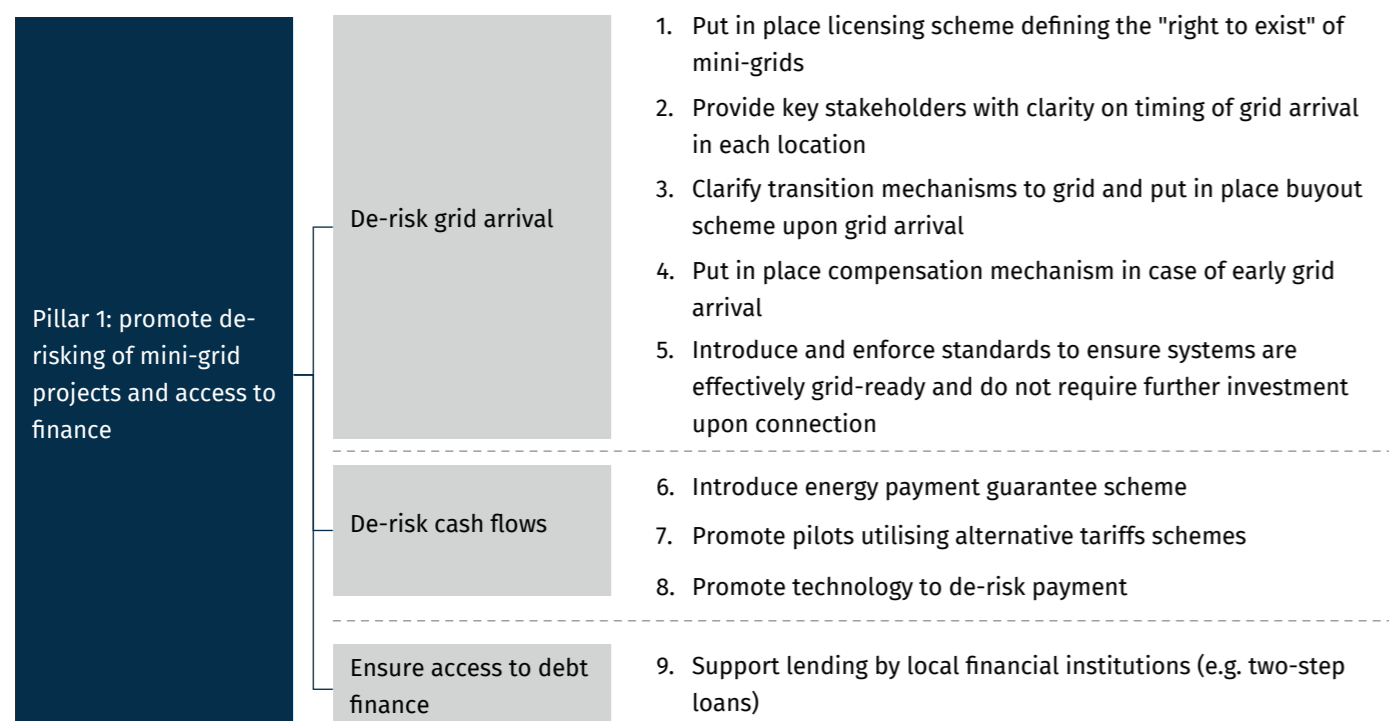 Pillar 1: promote de-
risking of mini-grid
projects and access to
finance
De-risk grid arrival
1. Put in place licensing scheme defining the "right to exist" of
mini-grids
2. Provide key stakeholders with clarity on timing of grid arrival
in each location
3. Clarify transition mechanisms to grid and put in place buyout
scheme upon grid arrival
4. Put in place compensation mechanism in case of early grid
arrival
5. Introduce and enforce standards to ensure systems are
effectively grid-ready and do not require further investment
upon connection
De-risk cash flows
6. Introduce energy payment guarantee scheme
7. Promote pilots utilising alternative tariffs schemes
8. Promote technology to de-risk payment
Ensure access to debt
finance
9. Support lending by local financial institutions (e.g. two-step
loans)